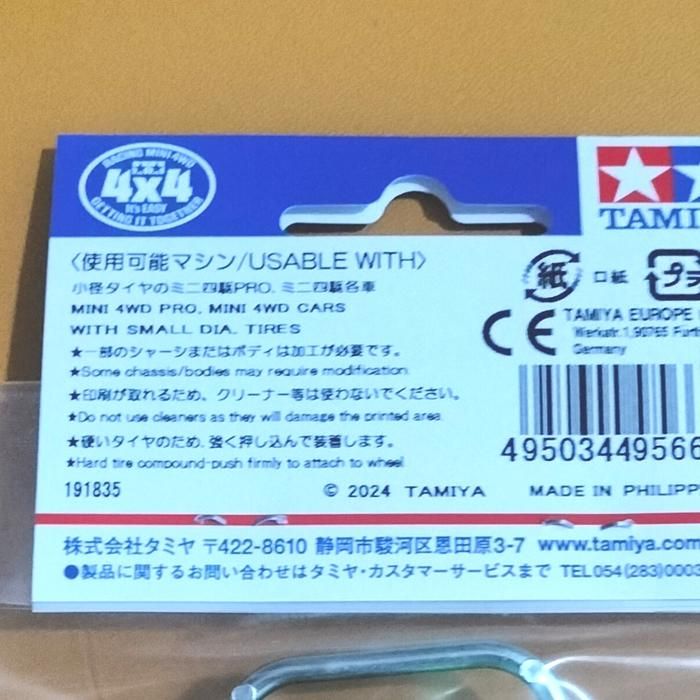 RACING MINI 4WD
4x4
IT'S EASY
GETTING IT TOGETHER
TAMI
〈使用可能マシン/USABLE WITH〉
小径タイヤのミニ四駆PRO, ミニ四駆各車
MINI 4WD PRO, MINI 4WD CARS
WITH SMALL DIA. TIRES
★一部のシャーシまたはボディは加工が必要です。
★Some chassis/bodies may require modification.
★印刷が取れるため、クリーナー等は使わないでください。
★Do not use cleaners as they will damage the printed area.
★硬いタイヤのため, 強く押し込んで装着します。
★Hard tire compound-push firmly to attach to wheel.
191835
© 2024 TAMIYA
MADE IN PHILIPP
紙
口紙
プラ
CE
TAMIYA EUROPE
Werkstr.1,90765 Fürt
Germany
49503449566
株式会社タミヤ 〒422-8610 静岡市駿河区恩田原3-7 www.tamiya.com
●製品に関するお問い合わせはタミヤ・カスタマーサービスまで TEL054(283)0003